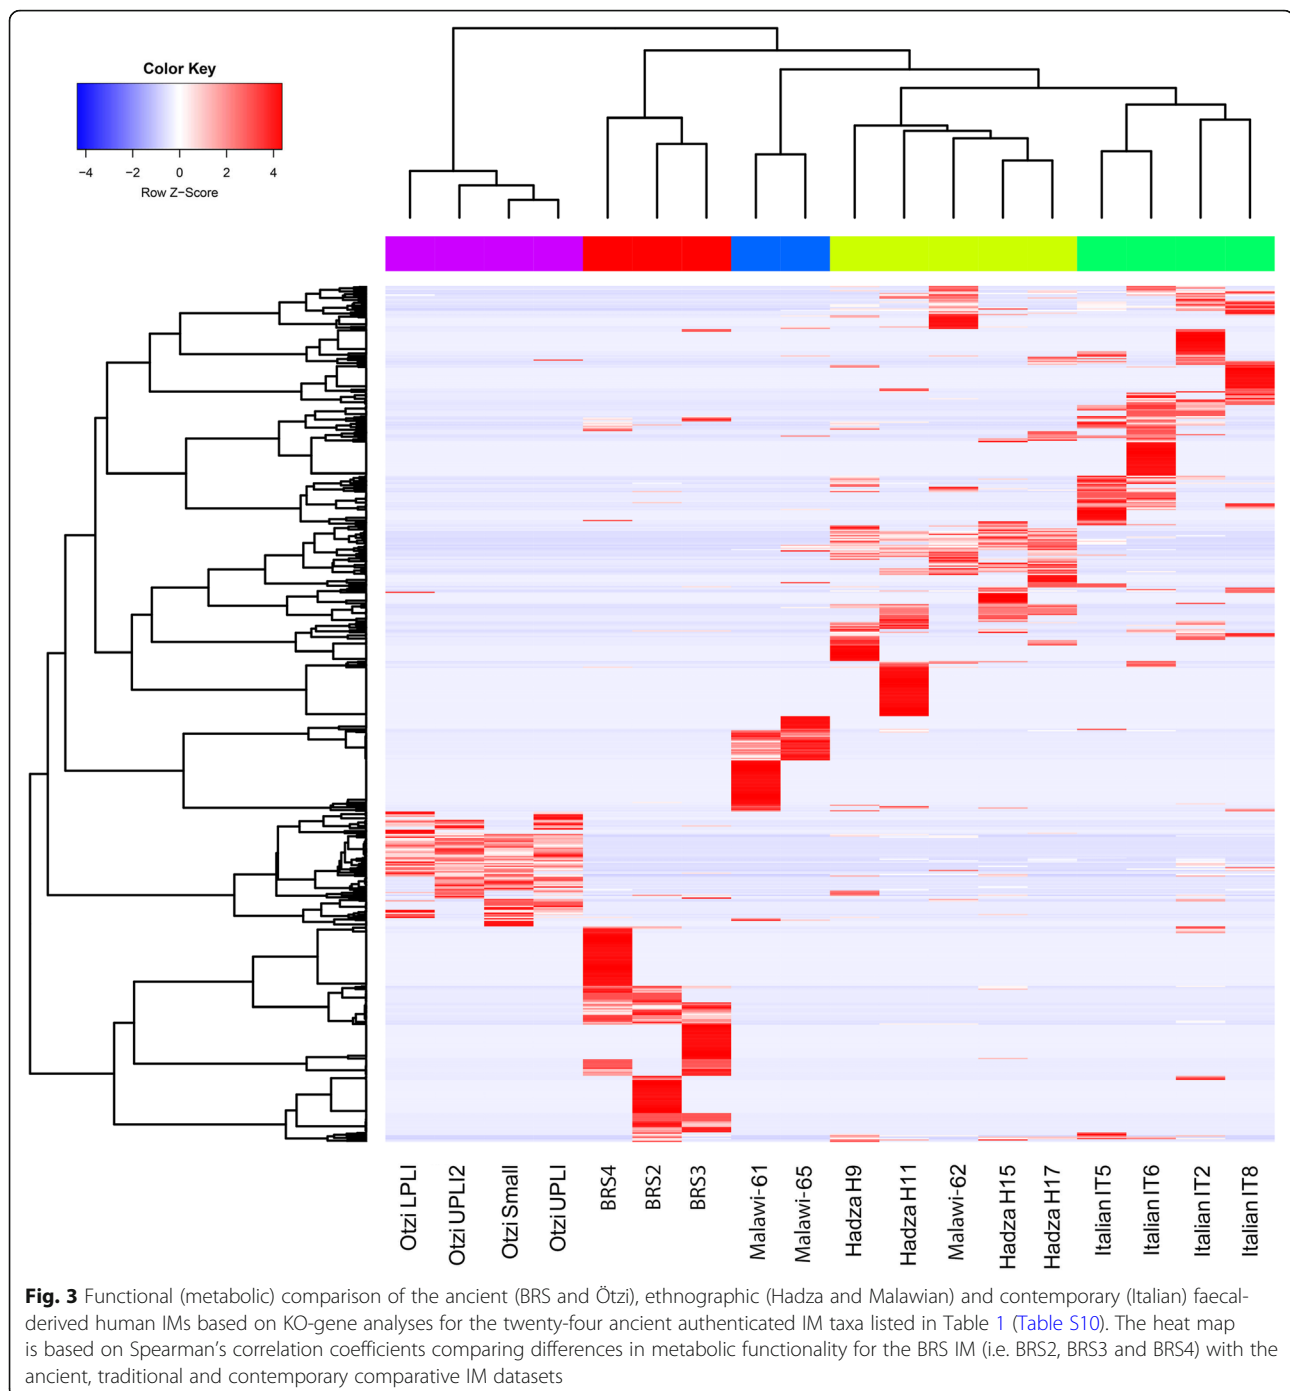 Color Key
−4 −2 0 2 4
Row Z−Score
Otzi LPLI
Otzi UPLI2
Otzi Small
Otzi UPLI
BRS4
BRS2
BRS3
Malawi-61
Malawi-65
Hadza H9
Hadza H11
Malawi-62
Hadza H15
Hadza H17
Italian IT5
Italian IT6
Italian IT2
Italian IT8
Fig. 3 Functional (metabolic) comparison of the ancient (BRS and Ötzi), ethnographic (Hadza and Malawian) and contemporary (Italian) faecal-
derived human IMs based on KO-gene analyses for the twenty-four ancient authenticated IM taxa listed in Table 1 (Table S10). The heat map
is based on Spearman's correlation coefficients comparing differences in metabolic functionality for the BRS IM (i.e. BRS2, BRS3 and BRS4) with the
ancient, traditional and contemporary comparative IM datasets